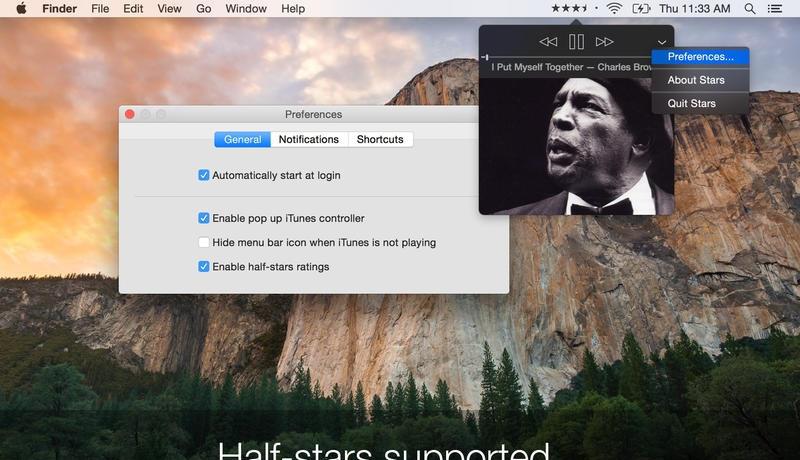 Finder File Edit View Go Window Help Thu 11:33 AM
I Put Myself Together — Charles Brow
Preferences...
About Stars
Quit Stars
Preferences
General Notifications Shortcuts
Automatically start at login
Enable pop up iTunes controller
Hide menu bar icon when iTunes is not playing
Enable half-stars ratings
Half-stars supported